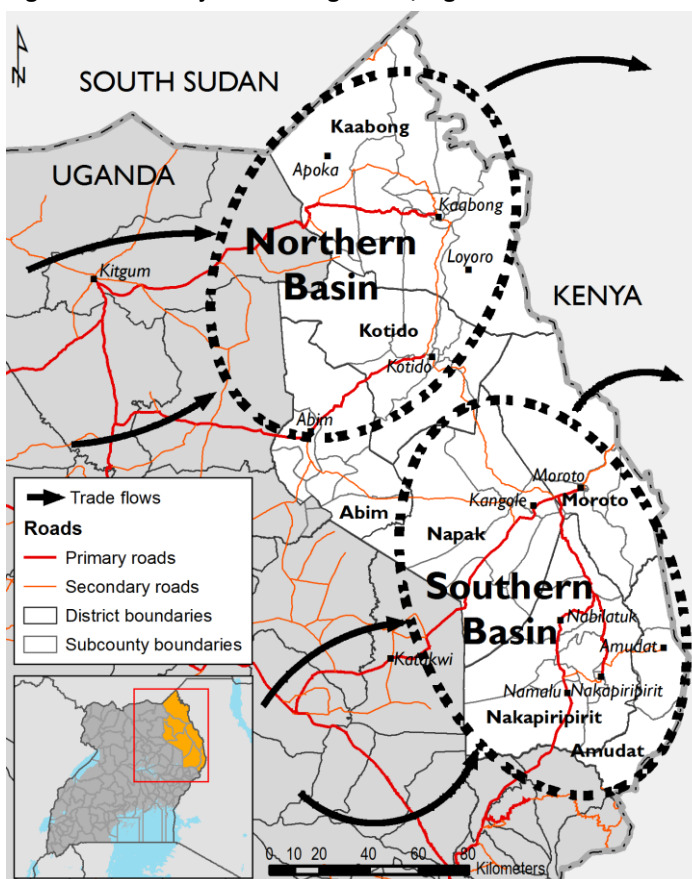 N
SOUTH SUDAN
Kaabong
Apoka
UGANDA
Kaabong
Northern
Basin
Loyoro
Kitgum
KENYA
Kotido
Kotido
Abim
Moroto
Kangole
Moroto
Abim
Napak
Southern
Basin
Nabilatuk
Amudat
Katakwi
Namalu
Nakapiripirit
Nakapiripirit
Amudat
Trade flows
Roads
Primary roads
Secondary roads
District boundaries
Subcounty boundaries
0 10 20 40 60 80
Kilometers